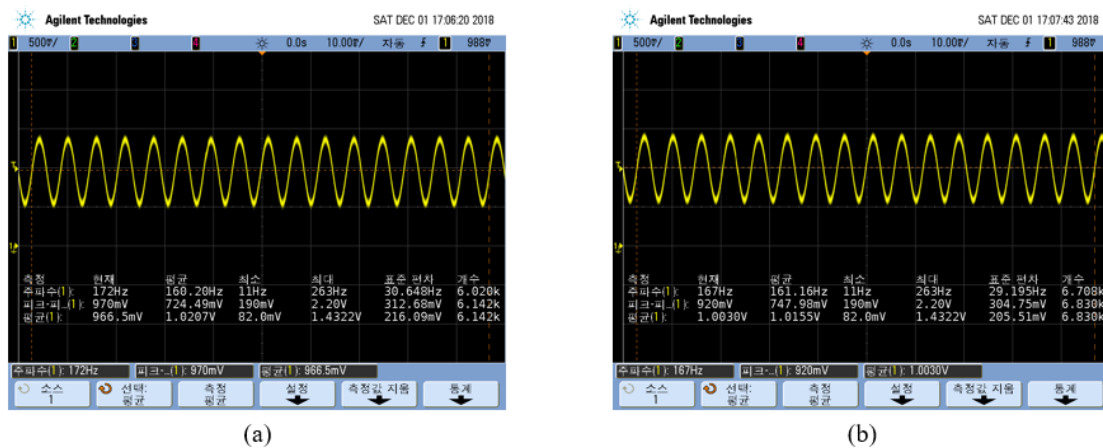 Agilent Technologies SAT DEC 01 17:06:20 2018
1 500▽/ 2 3 4 0.0s 10.00▽/ 자동 1 988▽
T
1
측정 현재 평균 최소 최대 표준 편차 개수
주파수(1): 172Hz 160.20Hz 11Hz 263Hz 30.648Hz 6.020k
피크-피...(1): 970mV 724.49mV 190mV 2.20V 312.68mV 6.142k
평균(1): 966.5mV 1.0207V 82.0mV 1.4322V 216.09mV 6.142k
주파수(1): 172Hz 피크-...(1): 970mV 평균(1): 966.5mV
소스 선택: 측정 설정 측정값 지움 통계
1 평균 평균
(a)
Agilent Technologies SAT DEC 01 17:07:43 2018
1 500▽/ 2 3 4 0.0s 10.00▽/ 자동 1 988▽
T
1
측정 현재 평균 최소 최대 표준 편차 개수
주파수(1): 167Hz 161.16Hz 11Hz 263Hz 29.195Hz 6.708k
피크-피...(1): 920mV 747.98mV 190mV 2.20V 304.75mV 6.830k
평균(1): 1.0030V 1.0155V 82.0mV 1.4322V 205.51mV 6.830k
주파수(1): 167Hz 피크-...(1): 920mV 평균(1): 1.0030V
소스 선택: 측정 설정 측정값 지움 통계
1 평균 평균
(b)